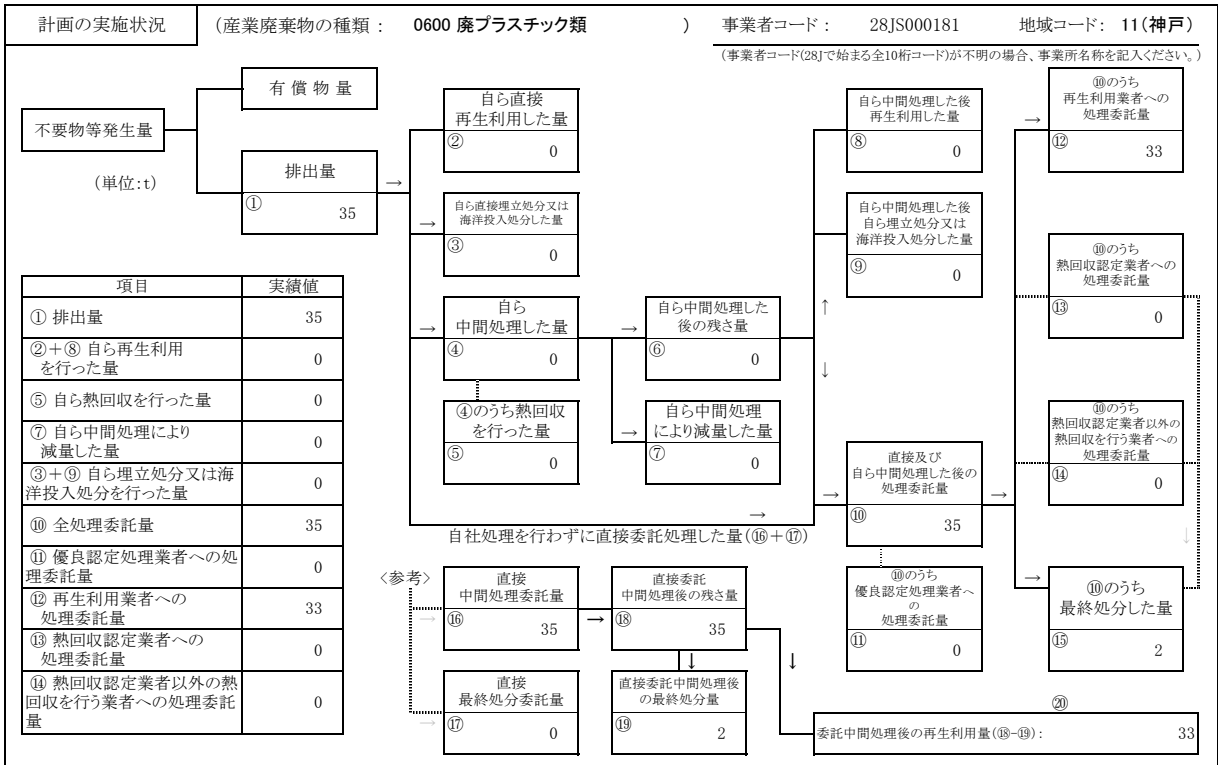 計画の実施状況
(産業廃棄物の種類： 0600 廃プラスチック類 )
事業者コード： 28JS000181
地域コード： 11(神戸)
(事業者コード(28Jで始まる全10桁コード)が不明の場合、事業所名称を記入ください。)
不要物等発生量
(単位:t)
有償物量
排出量
→
①
35
自ら直接
再生利用した量
②
0
→
自ら直接埋立処分又は
海洋投入処分した量
③
0
→
自ら
中間処理した量
④
0
④のうち熱回収
を行った量
⑤
0
→
自ら中間処理した
後の残さ量
⑥
0
→
自ら中間処理
により減量した量
⑦
0
自ら中間処理した後
再生利用した量
⑧
0
自ら中間処理した後
自ら埋立処分又は
海洋投入処分した量
⑨
0
↑
↓
→
直接及び
自ら中間処理した後の
処理委託量
⑩
35
→
⑩のうち
優良認定処理業者へ
の
処理委託量
⑪
0
→
⑩のうち
再生利用業者への
処理委託量
⑫
33
⑩のうち
熱回収認定業者への
処理委託量
⑬
0
⑩のうち
熱回収認定業者以外の
熱回収を行う業者への
処理委託量
⑭
0
↓
→
⑩のうち
最終処分した量
⑮
2
→
自社処理を行わずに直接委託処理した量(⑯+⑰)
〈参考〉
→
直接
中間処理委託量
⑯
35
→
直接委託
中間処理後の残さ量
⑱
35
→
直接
最終処分委託量
⑰
0
↓
↓
直接委託中間処理後
の最終処分量
⑲
2
⑳
委託中間処理後の再生利用量(⑱-⑲)： 33
項目 実績値
① 排出量 35
②+⑧ 自ら再生利用
を行った量 0
⑤ 自ら熱回収を行った量 0
⑦ 自ら中間処理により
減量した量 0
③+⑨ 自ら埋立処分又は海
洋投入処分を行った量 0
⑩ 全処理委託量 35
⑪ 優良認定処理業者への処
理委託量 0
⑫ 再生利用業者への
処理委託量 33
⑬ 熱回収認定業者への
処理委託量 0
⑭ 熱回収認定業者以外の熱
回収を行う業者への処理委託
量 0